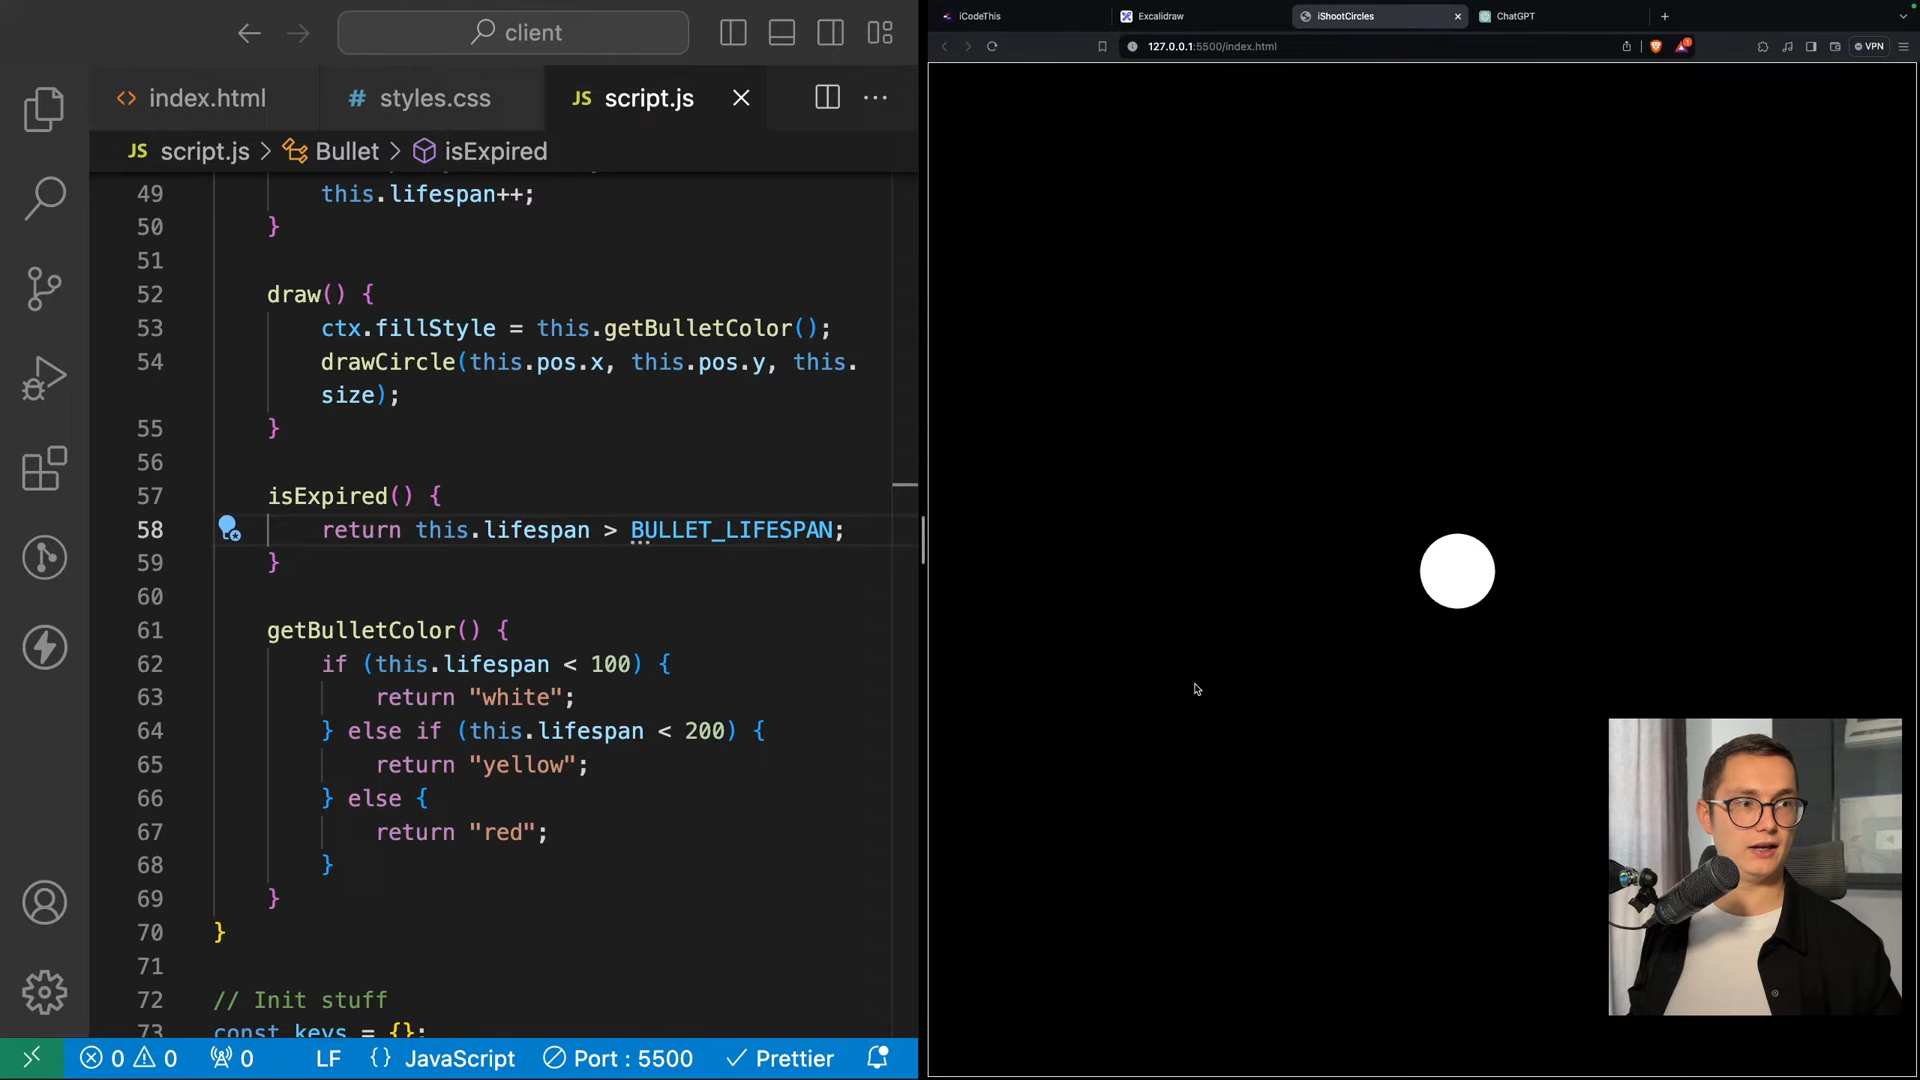 client
index.html
# styles.css
JS script.js
JS script.js > Bullet > isExpired
49 this.lifespan++;
50 }
51
52 draw() {
53 ctx.fillStyle = this.getBulletColor();
54 drawCircle(this.pos.x, this.pos.y, this.
size);
55 }
56
57 isExpired() {
58 return this.lifespan > BULLET_LIFESPAN;
59 }
60
61 getBulletColor() {
62 if (this.lifespan < 100) {
63 return "white";
64 } else if (this.lifespan < 200) {
65 return "yellow";
66 } else {
67 return "red";
68 }
69 }
70 }
71
72 // Init stuff
73 const keys = {};
0 0 0 LF {} JavaScript Port : 5500 Prettier
iCodeThis
Excalidraw
iShootCircles
ChatGPT
127.0.0.1:5500/index.html
1
VPN